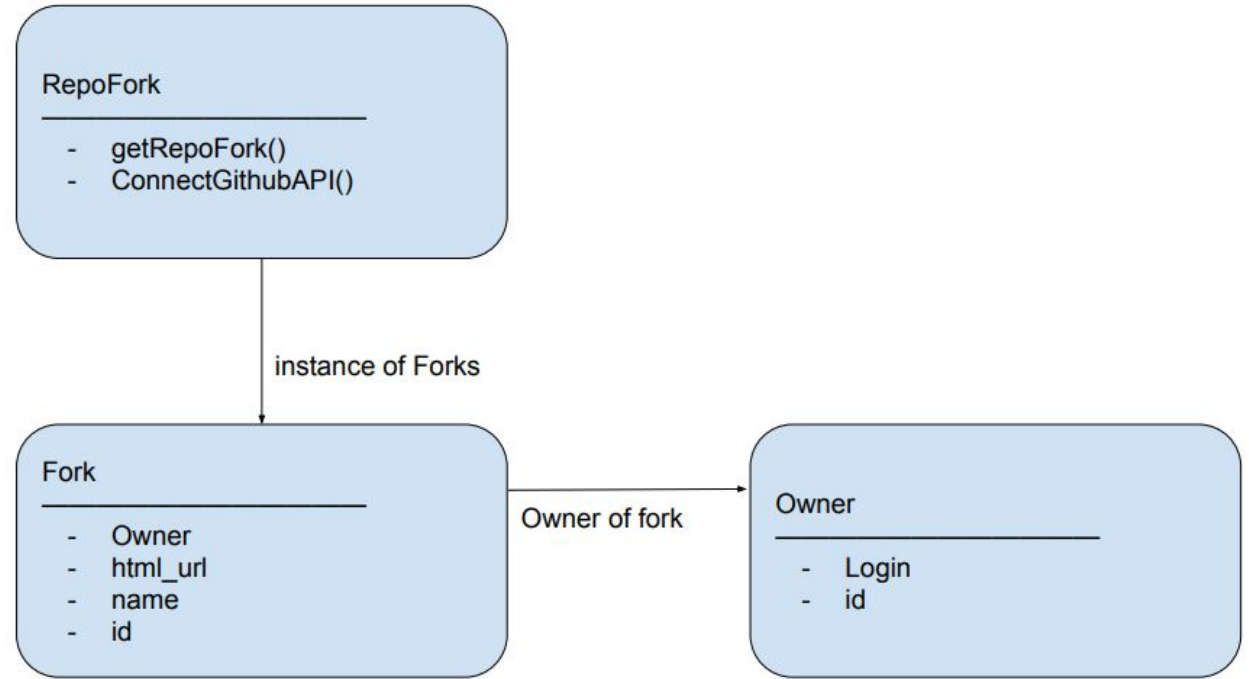 RepoFork
- getRepoFork()
- ConnectGithubAPI()
instance of Forks
Fork
- Owner
- html_url
- name
- id
Owner of fork
Owner
- Login
- id